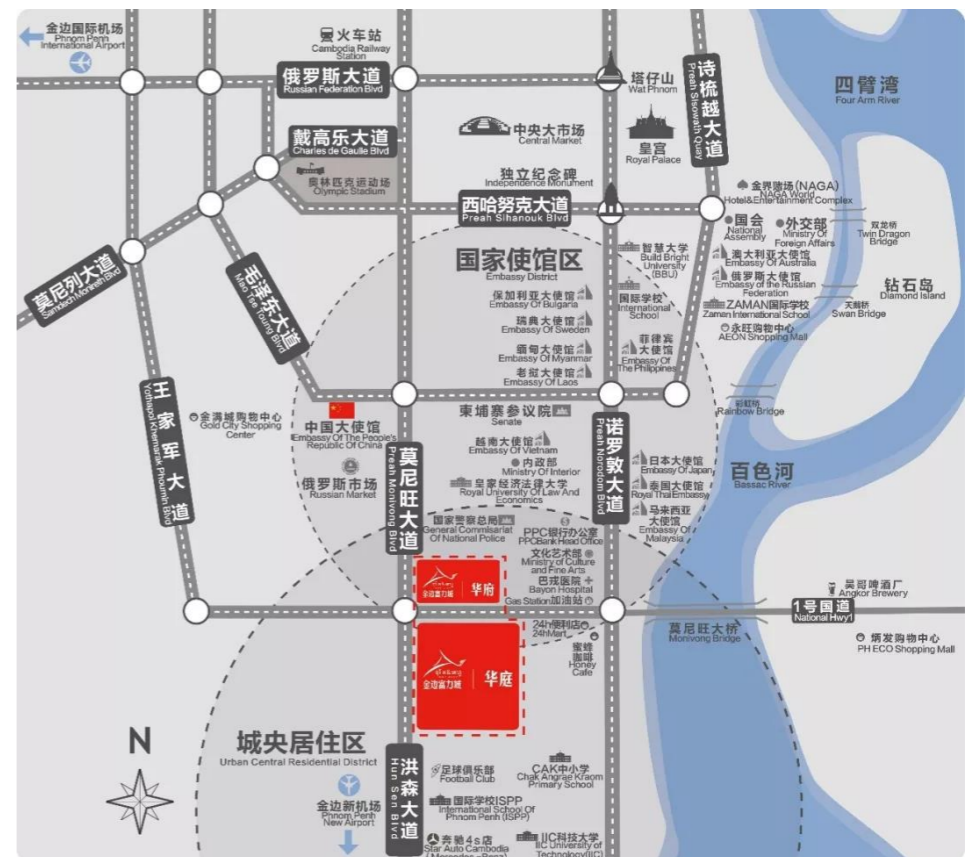 金边国际机场
Phnom Penh
International Airport
火车站
Cambodia Railway
Station
俄罗斯大道
Russian Federation Blvd
塔仔山
Wat Phnom
诗梳越大道
Preah Sisowath Quay
四臂湾
Four Arm River
戴高乐大道
Charles de Gaulle Blvd
中央大市场
Central Market
皇宫
Royal Palace
奥林匹克运动场
Olympic Stadium
独立纪念碑
Independence Monument
西哈努克大道
Preah Sihanouk Blvd
金界赌场(NAGA)
NAGA World
Hotel&Entertainment Complex
国会
National
Assembly
外交部
Ministry Of
Foreign Affairs
双龙桥
Twin Dragon
Bridge
莫尼列大道
Samdech Monireth Blvd
毛泽东大道
Mao Tse Toung Blvd
国家使馆区
Embassy District
智慧大学
Build Bright
University
(BBU)
澳大利亚大使馆
Embassy Of Australia
俄罗斯大使馆
Embassy of the Russian
Federation
钻石岛
Diamond Island
保加利亚大使馆
Embassy Of Bulgaria
国际学校
International
School
ZAMAN国际学校
Zaman International School
天鹅桥
Swan Bridge
瑞典大使馆
Embassy Of Sweden
永旺购物中心
AEON Shopping Mall
缅甸大使馆
Embassy Of Myanmar
菲律宾
大使馆
Embassy Of
The Philippines
老挝大使馆
Embassy Of Laos
王家军大道
Yothapol Khemarak Phoumin Blvd
金满城购物中心
Gold City Shopping
Center
中国大使馆
Embassy Of The People's
Republic Of China
莫尼旺大道
Preah Monivong Blvd
柬埔寨参议院
Senate
诺罗敦大道
Preah Norodom Blvd
彩虹桥
Rainbow Bridge
越南大使馆
Embassy Of Vietnam
内政部
Ministry Of Interior
日本大使馆
Embassy Of Japan
百色河
Bassac River
俄罗斯市场
Russian Market
皇家经济法律大学
Royal University Of Law And
Economics
泰国大使馆
Royal Thai Embassy
马来西亚
大使馆
Embassy Of
Malaysia
国家警察总局
General Commisariat
Of National Police
PPC银行办公室
PPCBank Head Office
文化艺术部
Ministry of Culture
and Fine Arts
巴戎医院
Bayon Hospital
Gas Station加油站
华府
吴哥啤酒厂
Angkor Brewery
1号国道
National Hwy1
24h便利店
24hMart
莫尼旺大桥
Monivong Bridge
炳发购物中心
PH ECO Shopping Mall
蜜蜂
咖啡
Honey
Cafe
金边富力城
华庭
N
城央居住区
Urban Central Residential District
洪森大道
Hun Sen Blvd
足球俱乐部
Football Club
CAK中小学
Chak Angrae Kraom
Primary School
金边新机场
Phnom Penh
New Airport
国际学校ISPP
International School Of
Phnom Penh (ISPP)
奔驰4s店
Star Auto Cambodia
(Mercedes-Benz)
IIC科技大学
IIC University of
Technology(IIC)